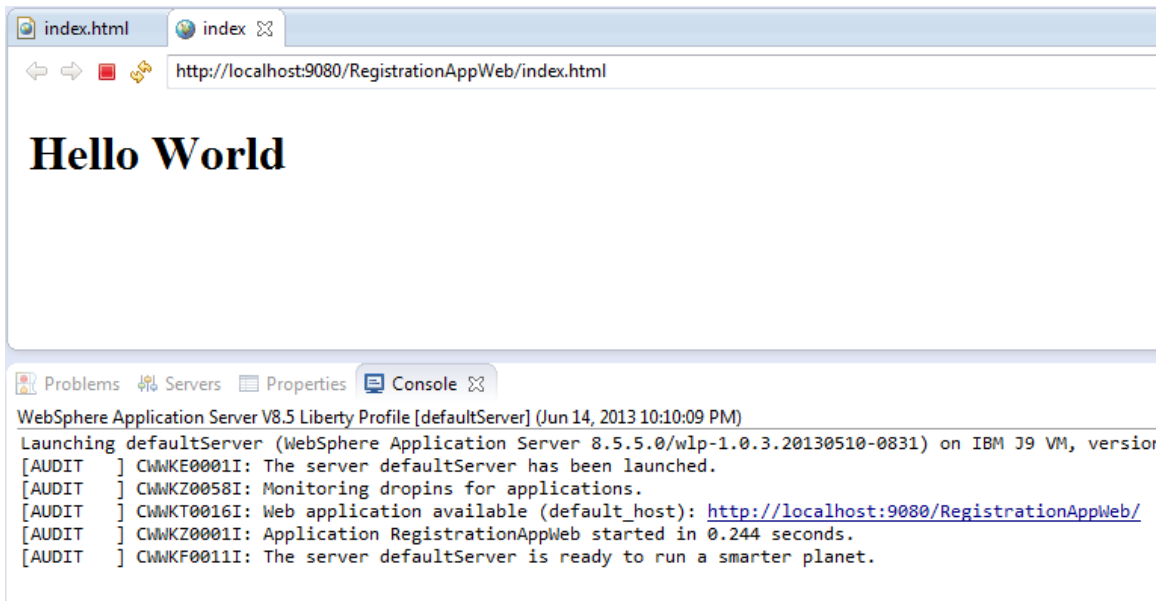 index.html index
http://localhost:9080/RegistrationAppWeb/index.html
Hello World
Problems Servers Properties Console
WebSphere Application Server V8.5 Liberty Profile [defaultServer] (Jun 14, 2013 10:10:09 PM)
Launching defaultServer (WebSphere Application Server 8.5.5.0/wlp-1.0.3.20130510-0831) on IBM J9 VM, version
[AUDIT   ] CWWKE0001I: The server defaultServer has been launched.
[AUDIT   ] CWWKZ0058I: Monitoring dropins for applications.
[AUDIT   ] CWWKT0016I: Web application available (default_host): http://localhost:9080/RegistrationAppWeb/
[AUDIT   ] CWWKZ0001I: Application RegistrationAppWeb started in 0.244 seconds.
[AUDIT   ] CWWKF0011I: The server defaultServer is ready to run a smarter planet.